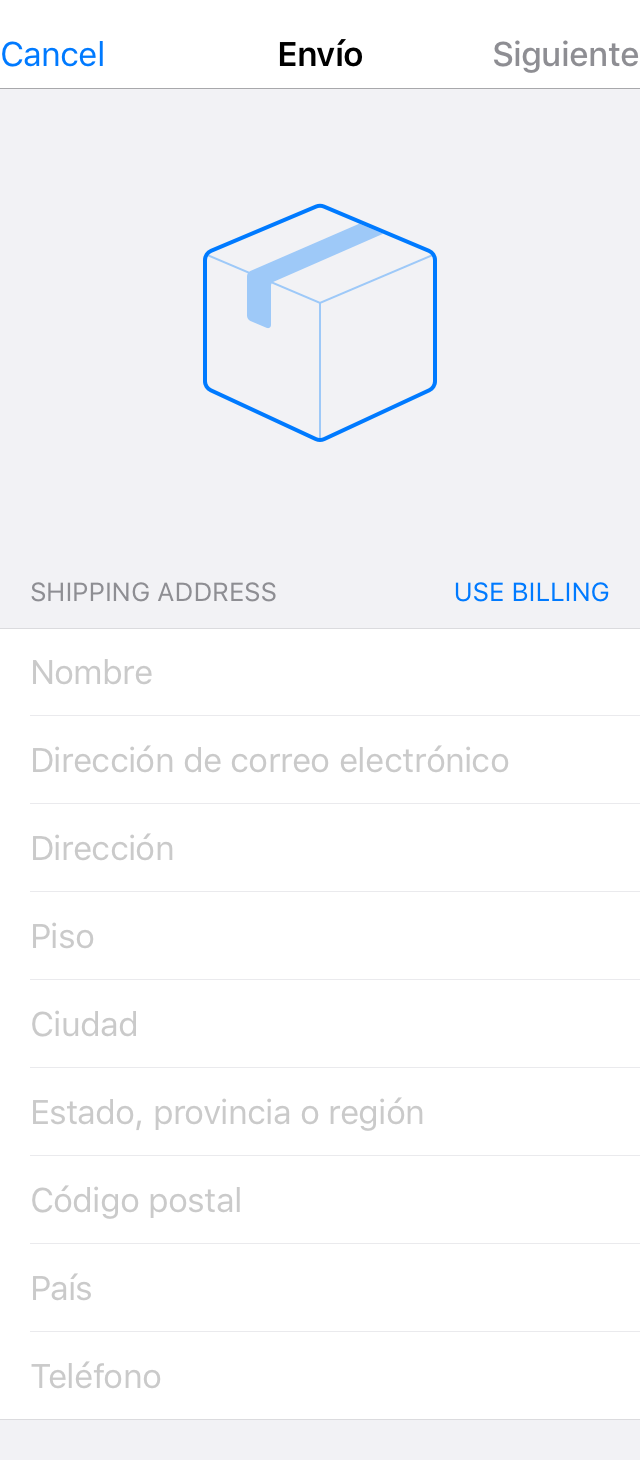 Cancel Envío Siguiente
SHIPPING ADDRESS USE BILLING
Nombre
Dirección de correo electrónico
Dirección
Piso
Ciudad
Estado, provincia o región
Código postal
País
Teléfono